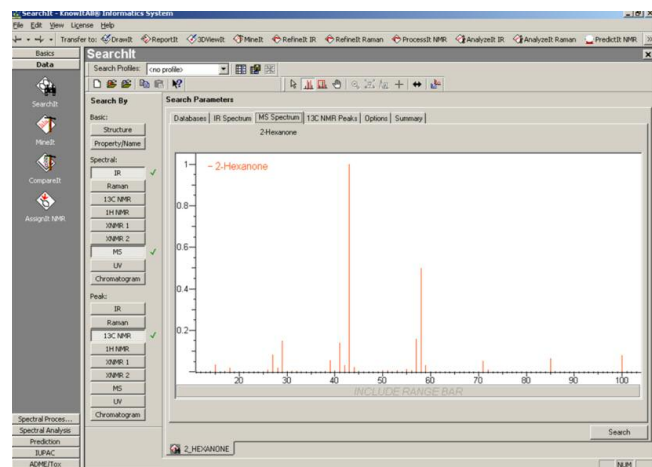 SearchIt - KnowItAll® Informatics System
File Edit View License Help
Transfer to: DrawIt ReportIt 3DViewIt MineIt RefineIt IR RefineIt Raman ProcessIt NMR AnalyzeIt IR AnalyzeIt Raman PredictIt NMR
Basics
Data
SearchIt
MineIt
CompareIt
AssignIt NMR
Spectral Proces...
Spectral Analysis
Prediction
IUPAC
ADME/Tox
SearchIt
Search Profiles: <no profile>
Search By
Basic:
Structure
Property/Name
Spectral:
IR
Raman
13C NMR
1H NMR
XNMR 1
XNMR 2
MS
UV
Chromatogram
Peak:
IR
Raman
13C NMR
1H NMR
XNMR 1
XNMR 2
MS
UV
Chromatogram
Search Parameters
Databases IR Spectrum MS Spectrum 13C NMR Peaks Options Summary
2-Hexanone
2-Hexanone
1
0.8
0.6
0.4
0.2
20 30 40 50 60 70 80 90 100
INCLUDE RANGE BAR
Search
2_HEXANONE
NUM